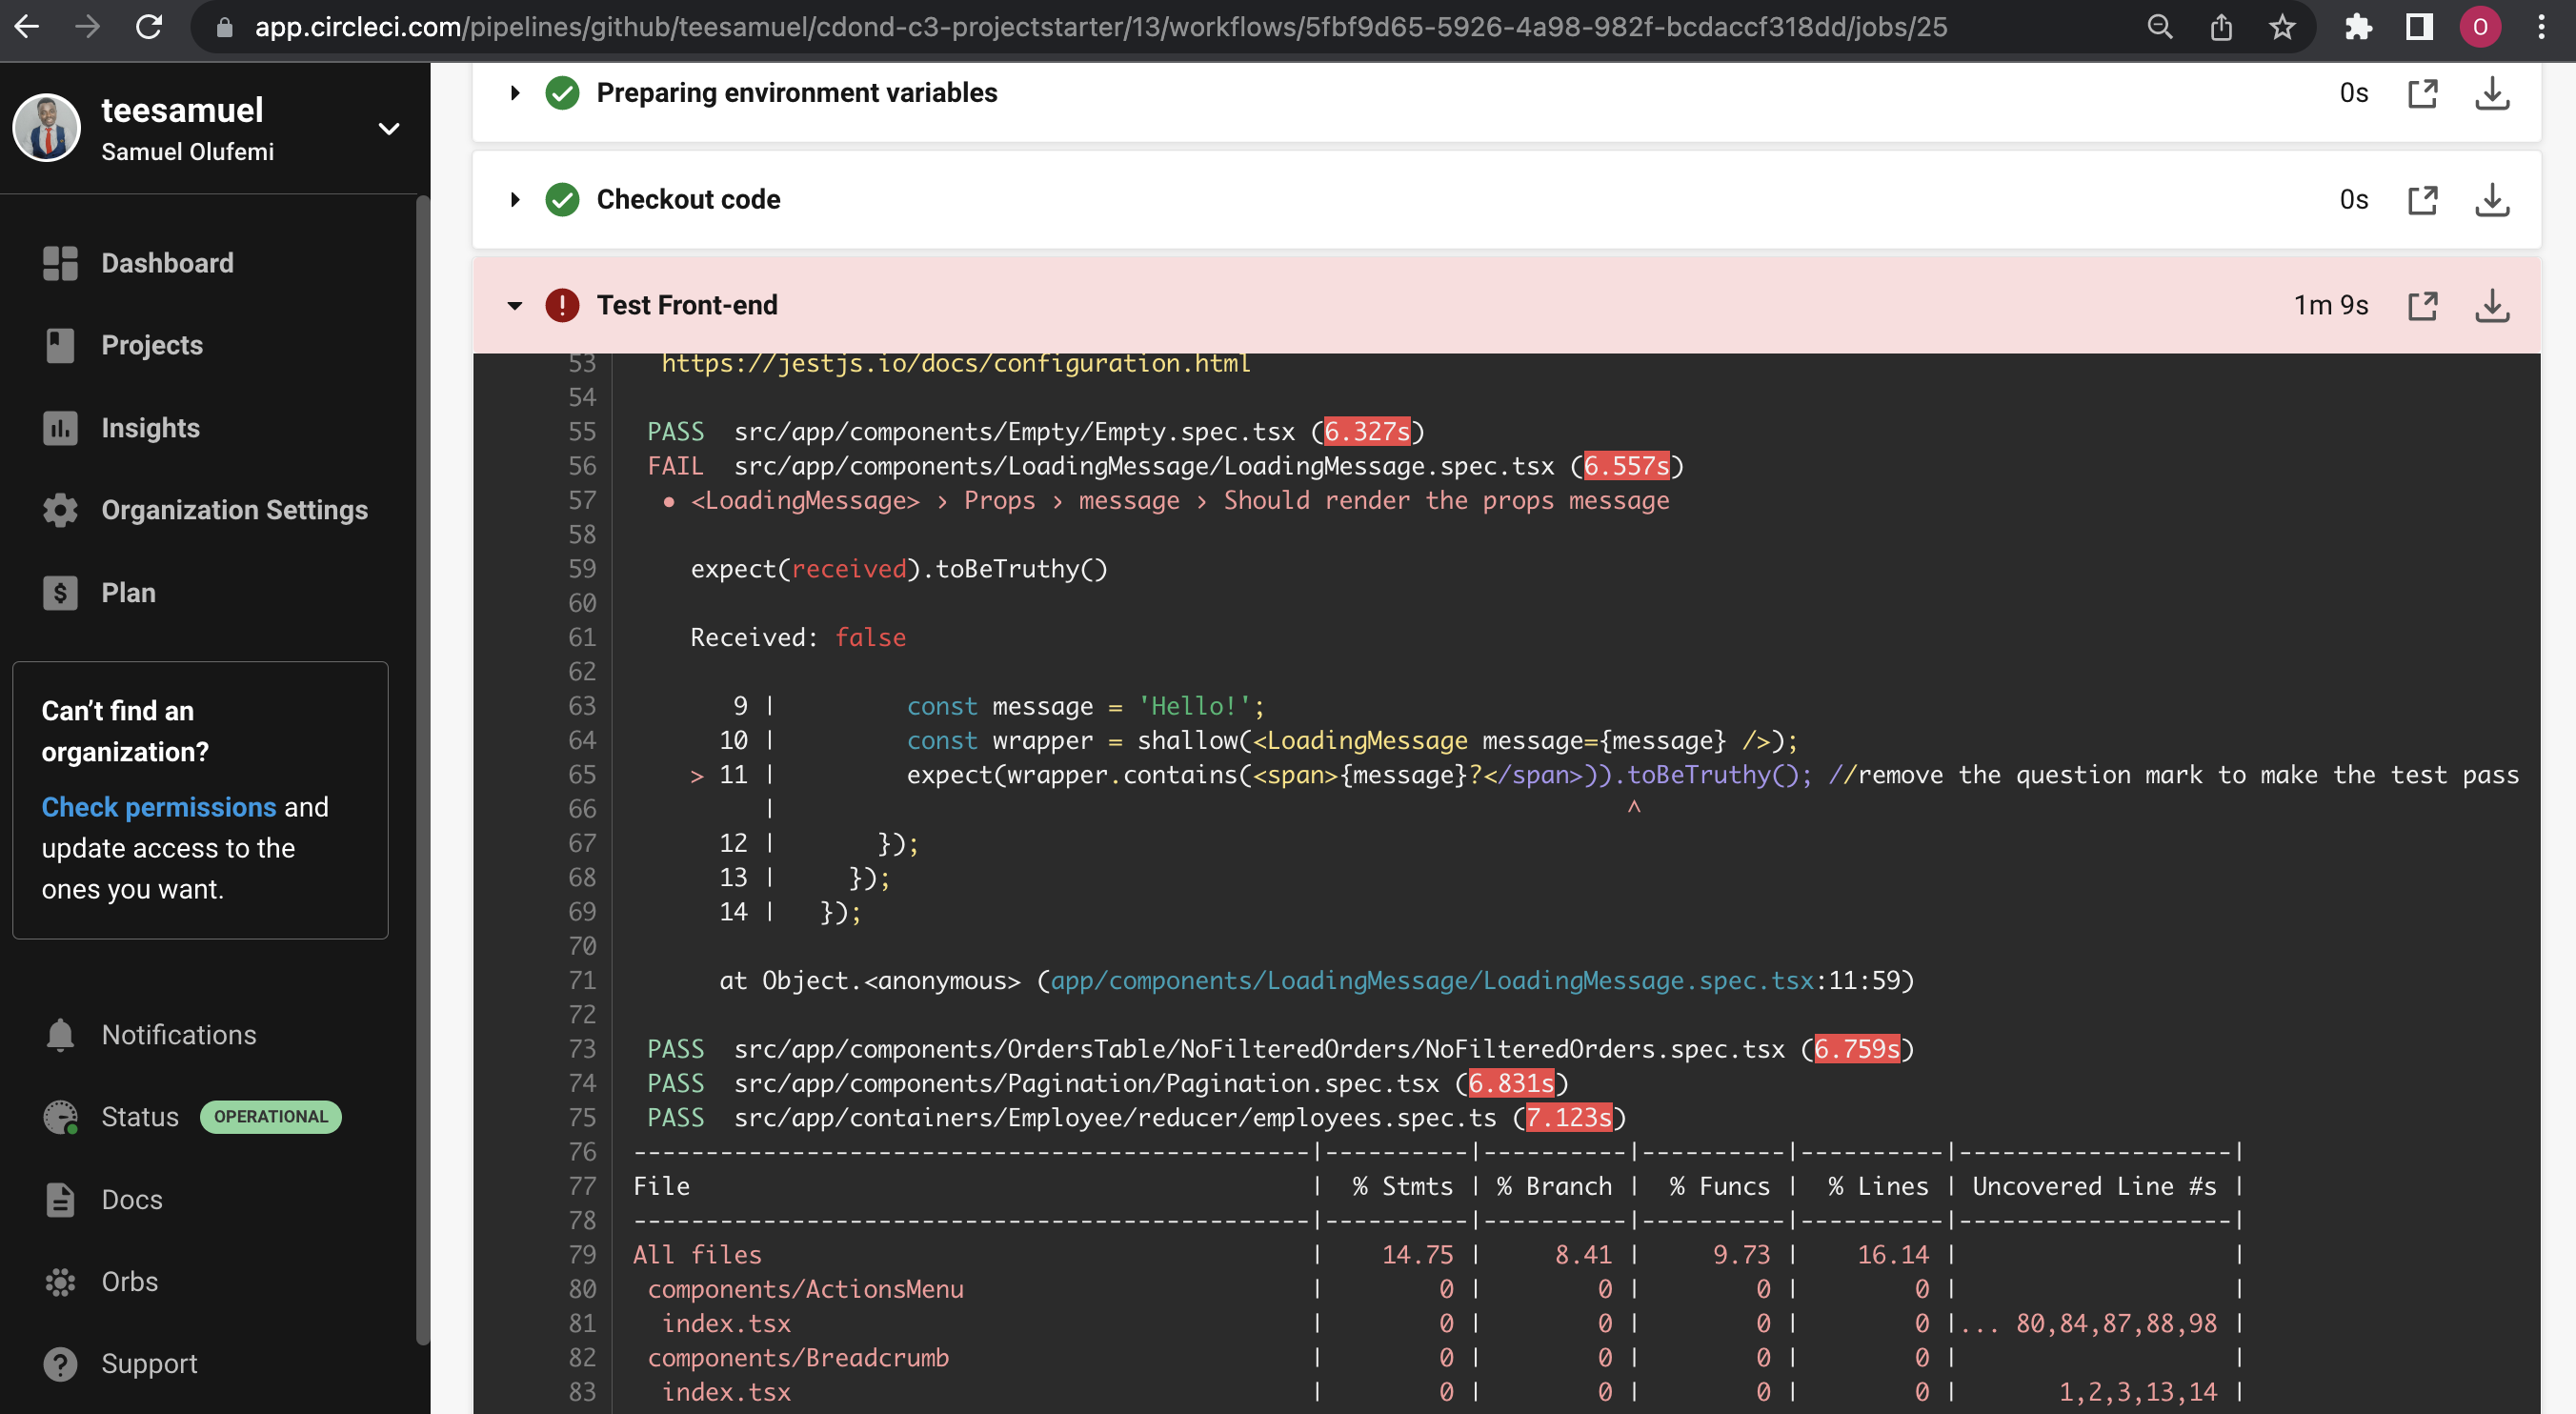 app.circleci.com/pipelines/github/teesamuel/cdond-c3-projectstarter/13/workflows/5fbf9d65-5926-4a98-982f-bcdaccf318dd/jobs/25
O
teesamuel
Samuel Olufemi
Dashboard
Projects
Insights
Organization Settings
Plan
Can't find an
organization?
Check permissions and
update access to the
ones you want.
Notifications
Status OPERATIONAL
Docs
Orbs
Support
Preparing environment variables 0s
Checkout code 0s
Test Front-end 1m 9s
53 https://jestjs.io/docs/configuration.html
54
55 PASS src/app/components/Empty/Empty.spec.tsx (6.327s)
56 FAIL src/app/components/LoadingMessage/LoadingMessage.spec.tsx (6.557s)
57 ● <LoadingMessage> › Props › message › Should render the props message
58
59 expect(received).toBeTruthy()
60
61 Received: false
62
63 9 | const message = 'Hello!';
64 10 | const wrapper = shallow(<LoadingMessage message={message} />);
65 > 11 | expect(wrapper.contains(<span>{message}?</span>)).toBeTruthy(); //remove the question mark to make the test pass
66 | ^
67 12 | });
68 13 | });
69 14 | });
70
71 at Object.<anonymous> (app/components/LoadingMessage/LoadingMessage.spec.tsx:11:59)
72
73 PASS src/app/components/OrdersTable/NoFilteredOrders/NoFilteredOrders.spec.tsx (6.759s)
74 PASS src/app/components/Pagination/Pagination.spec.tsx (6.831s)
75 PASS src/app/containers/Employee/reducer/employees.spec.ts (7.123s)
76 -----------------------------------------------|----------|----------|----------|----------|-------------------|
77 File | % Stmts | % Branch | % Funcs | % Lines | Uncovered Line #s |
78 -----------------------------------------------|----------|----------|----------|----------|-------------------|
79 All files | 14.75 | 8.41 | 9.73 | 16.14 | |
80 components/ActionsMenu | 0 | 0 | 0 | 0 | |
81 index.tsx | 0 | 0 | 0 | 0 |... 80,84,87,88,98 |
82 components/Breadcrumb | 0 | 0 | 0 | 0 | |
83 index.tsx | 0 | 0 | 0 | 0 | 1,2,3,13,14 |